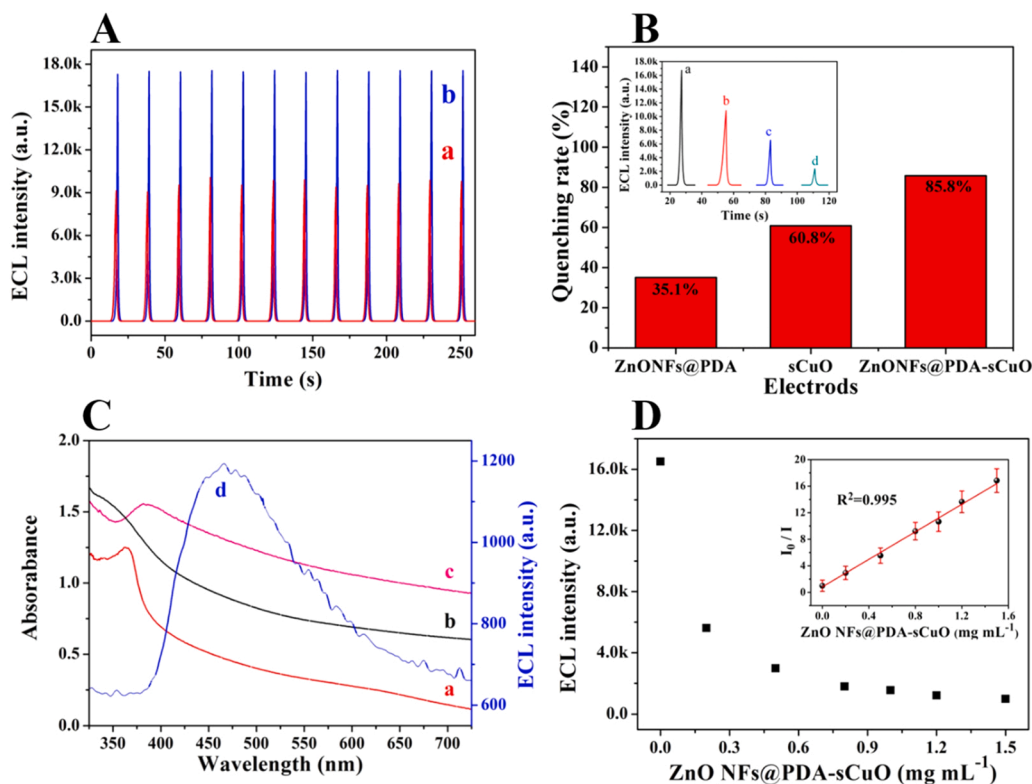 A
ECL intensity (a.u.)
18.0k
15.0k
12.0k
9.0k
6.0k
3.0k
0.0
b
a
0 50 100 150 200 250
Time (s)
B
Quenching rate (%)
140
120
100
80
60
40
20
0
ECL intensity (a.u.)
18.0k
16.0k
14.0k
12.0k
10.0k
8.0k
6.0k
4.0k
2.0k
0.0
a
b
c
d
20 40 60 80 100 120
Time (s)
35.1%
60.8%
85.8%
ZnONFs@PDA sCuO ZnONFs@PDA-sCuO
Electrods
C
Absorabance
2.0
1.5
1.0
0.5
0.0
d
c
b
a
1200
1000
800
600
ECL intensity (a.u.)
350 400 450 500 550 600 650 700
Wavelength (nm)
D
ECL intensity (a.u.)
16.0k
12.0k
8.0k
4.0k
0.0
I₀ / I
20
16
12
8
4
0
R²=0.995
0.0 0.4 0.8 1.2 1.6
ZnO NFs@PDA-sCuO (mg mL⁻¹)
0.0 0.3 0.6 0.9 1.2 1.5
ZnO NFs@PDA-sCuO (mg mL⁻¹)